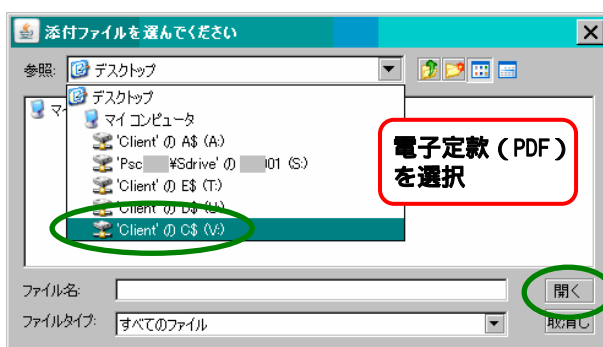 添付ファイルを選んでください
参照:
デスクトップ
デスクトップ
マイ コンピュータ
'Client' の A$ (A:)
'Psc ¥Sdrive' の 01 (S:)
'Client' の E$ (T:)
'Client' の D$ (U:)
'Client' の C$ (V:)
電子定款（PDF）
を選択
ファイル名:
開く
ファイルタイプ:
すべてのファイル
取消し